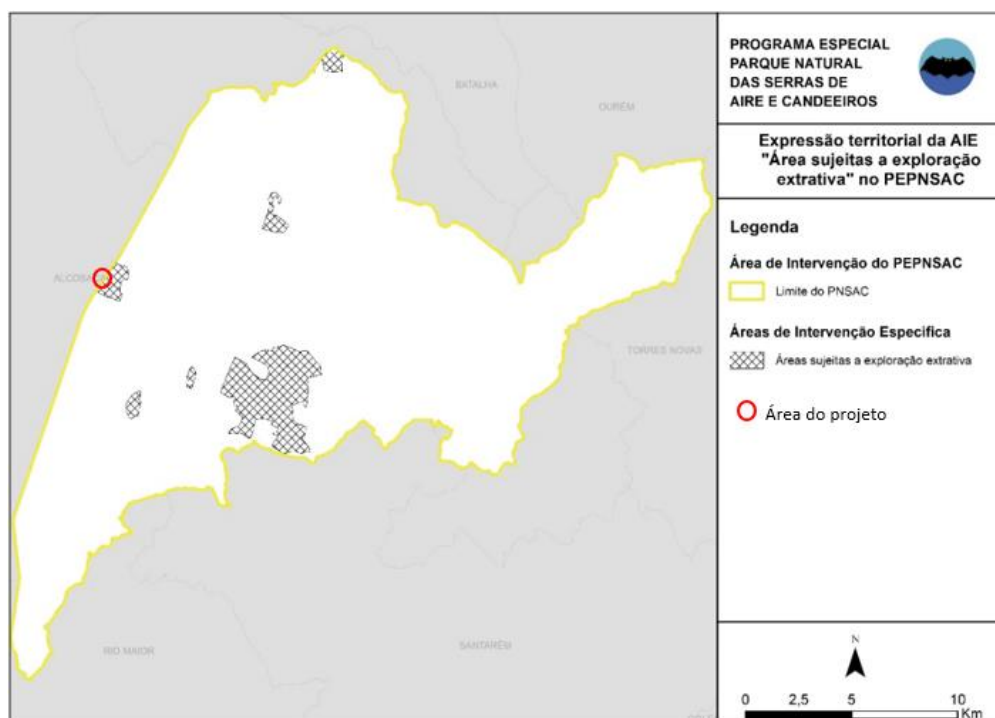 PROGRAMA ESPECIAL
PARQUE NATURAL
DAS SERRAS DE
AIRE E CANDEEIROS
Expressão territorial da AIE
"Área sujeitas a exploração
extrativa" no PEPNSAC
Legenda
Área de Intervenção do PEPNSAC
Limite do PNSAC
Áreas de Intervenção Especifica
Áreas sujeitas a exploração extrativa
Área do projeto
N
0 2,5 5 10
Km
BATALHA
OURÉM
TORRES NOVAS
RIO MAIOR
SANTARÉM